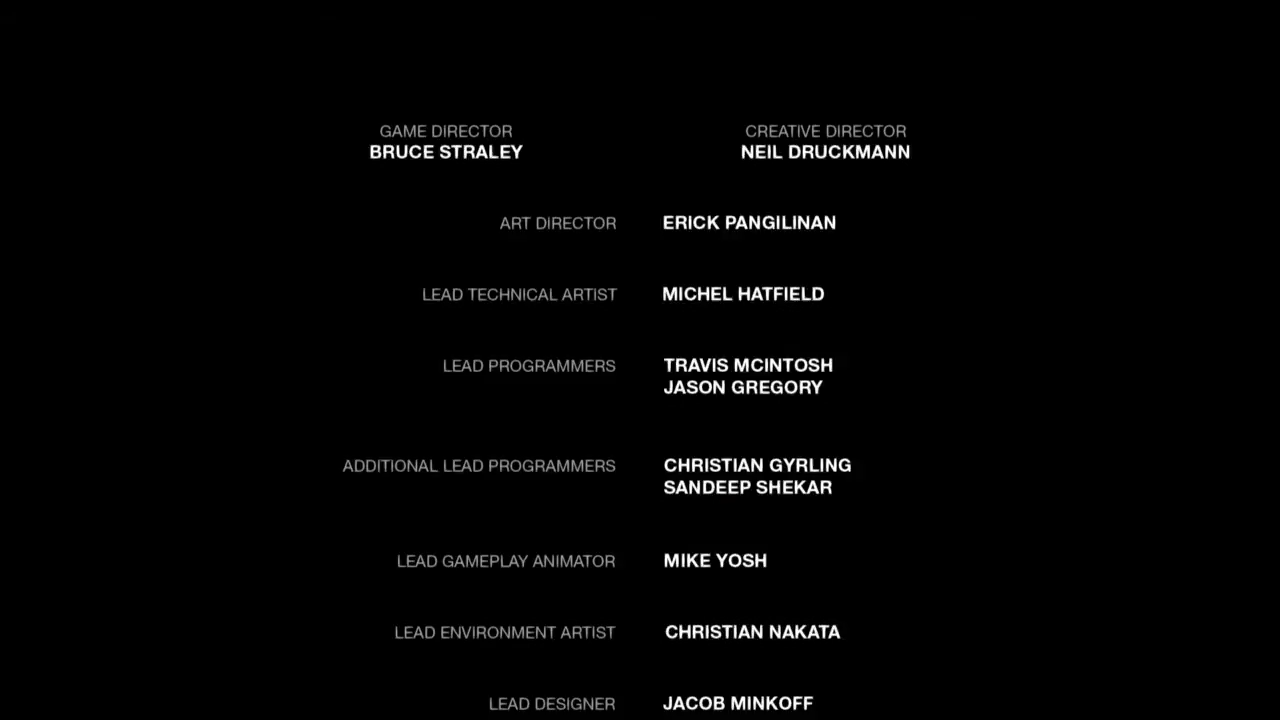 GAME DIRECTOR
BRUCE STRALEY
CREATIVE DIRECTOR
NEIL DRUCKMANN
ART DIRECTOR ERICK PANGILINAN
LEAD TECHNICAL ARTIST MICHEL HATFIELD
LEAD PROGRAMMERS TRAVIS MCINTOSH
JASON GREGORY
ADDITIONAL LEAD PROGRAMMERS CHRISTIAN GYRLING
SANDEEP SHEKAR
LEAD GAMEPLAY ANIMATOR MIKE YOSH
LEAD ENVIRONMENT ARTIST CHRISTIAN NAKATA
LEAD DESIGNER JACOB MINKOFF